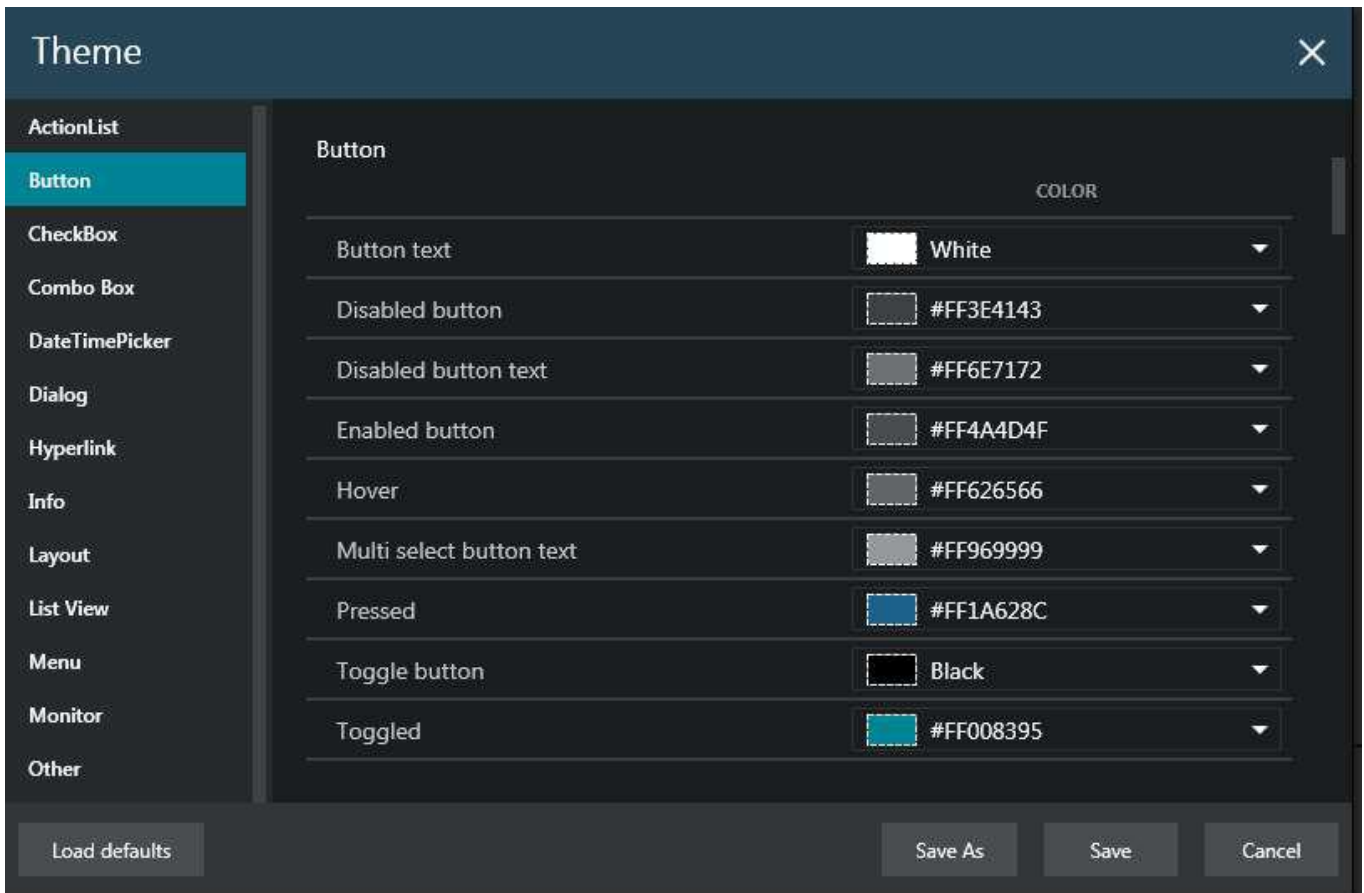 Theme
ActionList
Button
CheckBox
Combo Box
DateTimePicker
Dialog
Hyperlink
Info
Layout
List View
Menu
Monitor
Other
Button
COLOR
Button text White
Disabled button #FF3E4143
Disabled button text #FF6E7172
Enabled button #FF4A4D4F
Hover #FF626566
Multi select button text #FF969999
Pressed #FF1A628C
Toggle button Black
Toggled #FF008395
Load defaults Save As Save Cancel